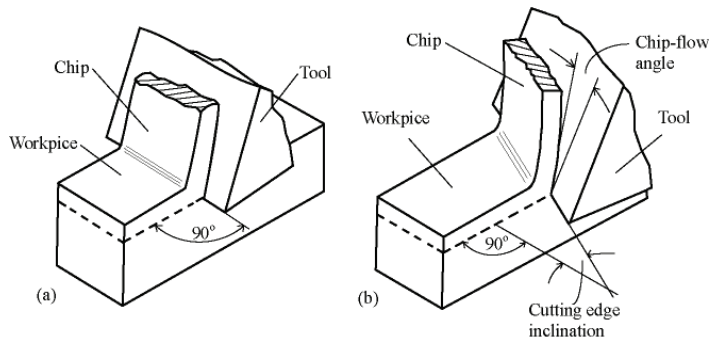 Chip
Tool
Workpice
90°
(a)
Chip
Chip-flow
angle
Workpice
Tool
90°
(b)
Cutting edge
inclination